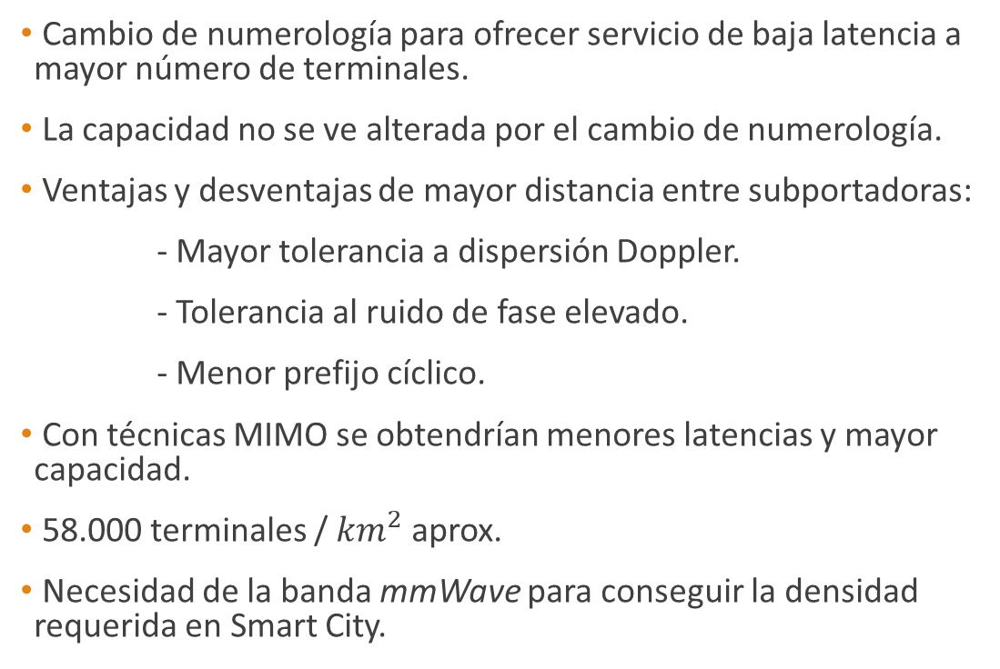 • Cambio de numerología para ofrecer servicio de baja latencia a
mayor número de terminales.
• La capacidad no se ve alterada por el cambio de numerología.
• Ventajas y desventajas de mayor distancia entre subportadoras:
- Mayor tolerancia a dispersión Doppler.
- Tolerancia al ruido de fase elevado.
- Menor prefijo cíclico.
• Con técnicas MIMO se obtendrían menores latencias y mayor
capacidad.
• 58.000 terminales / km² aprox.
• Necesidad de la banda mmWave para conseguir la densidad
requerida en Smart City.